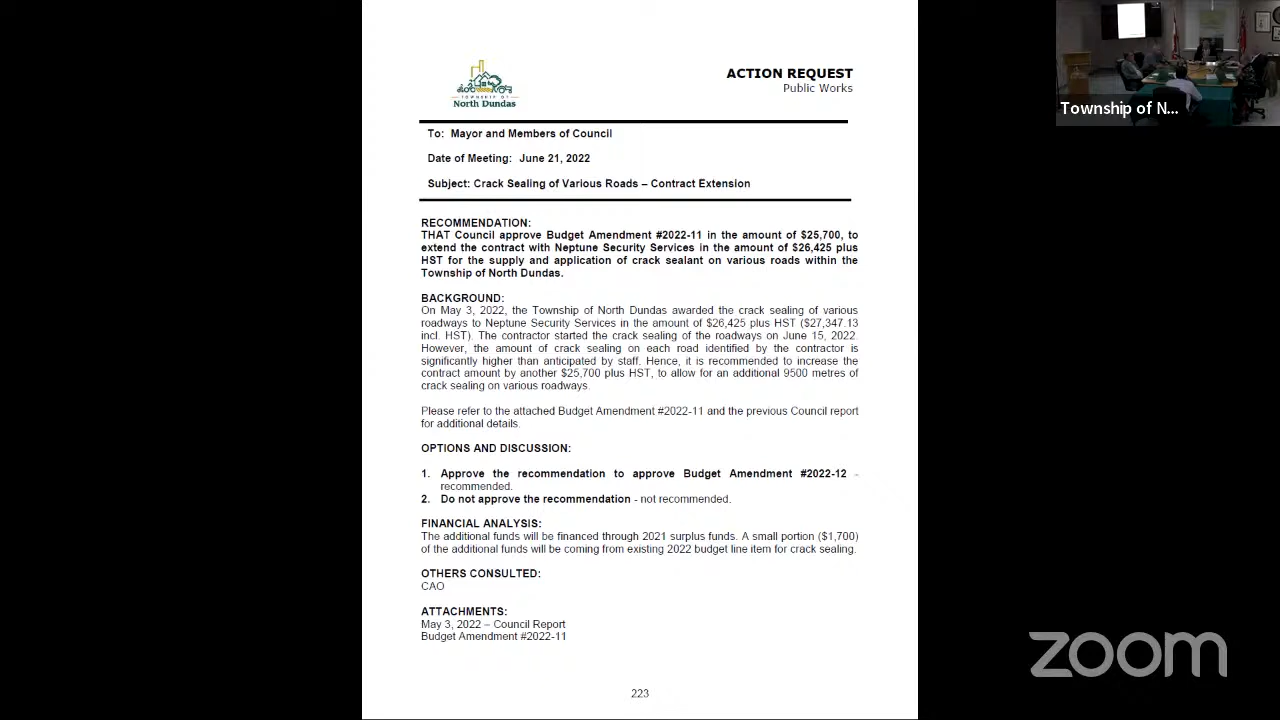 TOWNSHIP OF
North Dundas
ACTION REQUEST
Public Works
To: Mayor and Members of Council
Date of Meeting: June 21, 2022
Subject: Crack Sealing of Various Roads – Contract Extension
RECOMMENDATION:
THAT Council approve Budget Amendment #2022-11 in the amount of $25,700, to
extend the contract with Neptune Security Services in the amount of $26,425 plus
HST for the supply and application of crack sealant on various roads within the
Township of North Dundas.
BACKGROUND:
On May 3, 2022, the Township of North Dundas awarded the crack sealing of various
roadways to Neptune Security Services in the amount of $26,425 plus HST ($27,347.13
incl. HST). The contractor started the crack sealing of the roadways on June 15, 2022.
However, the amount of crack sealing on each road identified by the contractor is
significantly higher than anticipated by staff. Hence, it is recommended to increase the
contract amount by another $25,700 plus HST, to allow for an additional 9500 metres of
crack sealing on various roadways.
Please refer to the attached Budget Amendment #2022-11 and the previous Council report
for additional details.
OPTIONS AND DISCUSSION:
1. Approve the recommendation to approve Budget Amendment #2022-12 -
recommended.
2. Do not approve the recommendation - not recommended.
FINANCIAL ANALYSIS:
The additional funds will be financed through 2021 surplus funds. A small portion ($1,700)
of the additional funds will be coming from existing 2022 budget line item for crack sealing.
OTHERS CONSULTED:
CAO
ATTACHMENTS:
May 3, 2022 – Council Report
Budget Amendment #2022-11
223
Township of N...
zoom